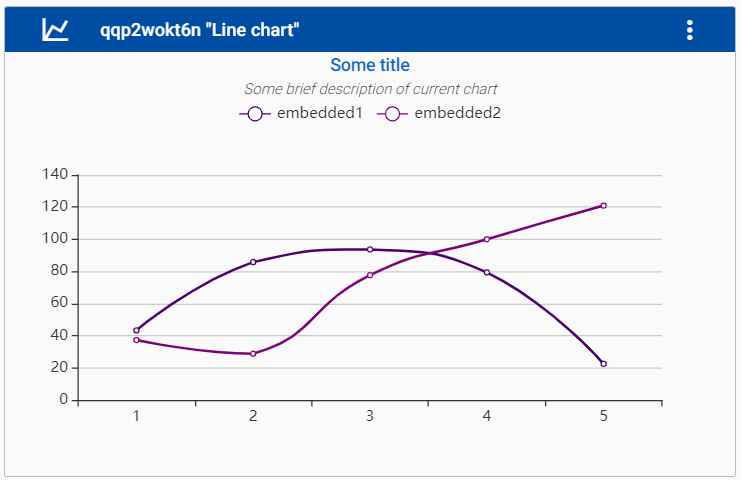 qqp2wokt6n "Line chart"
Some title
Some brief description of current chart
embedded1 embedded2
140
120
100
80
60
40
20
0
1 2 3 4 5